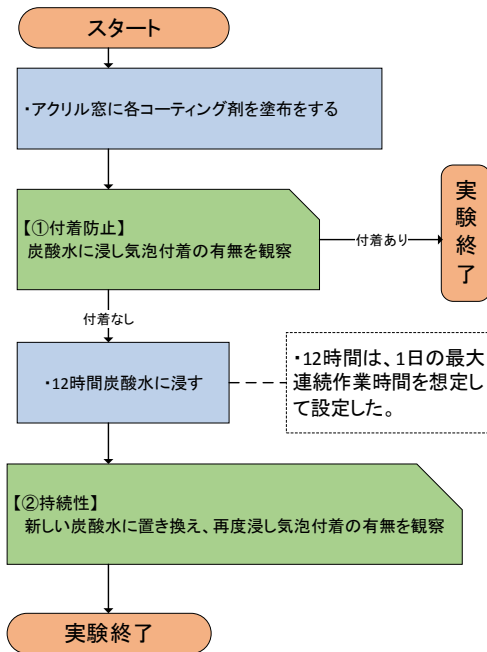 スタート
・アクリル窓に各コーティング剤を塗布をする
【①付着防止】
炭酸水に浸し気泡付着の有無を観察
付着あり
実験終了
付着なし
・12時間炭酸水に浸す
・12時間は、1日の最大
連続作業時間を想定し
て設定した。
【②持続性】
新しい炭酸水に置き換え、再度浸し気泡付着の有無を観察
実験終了